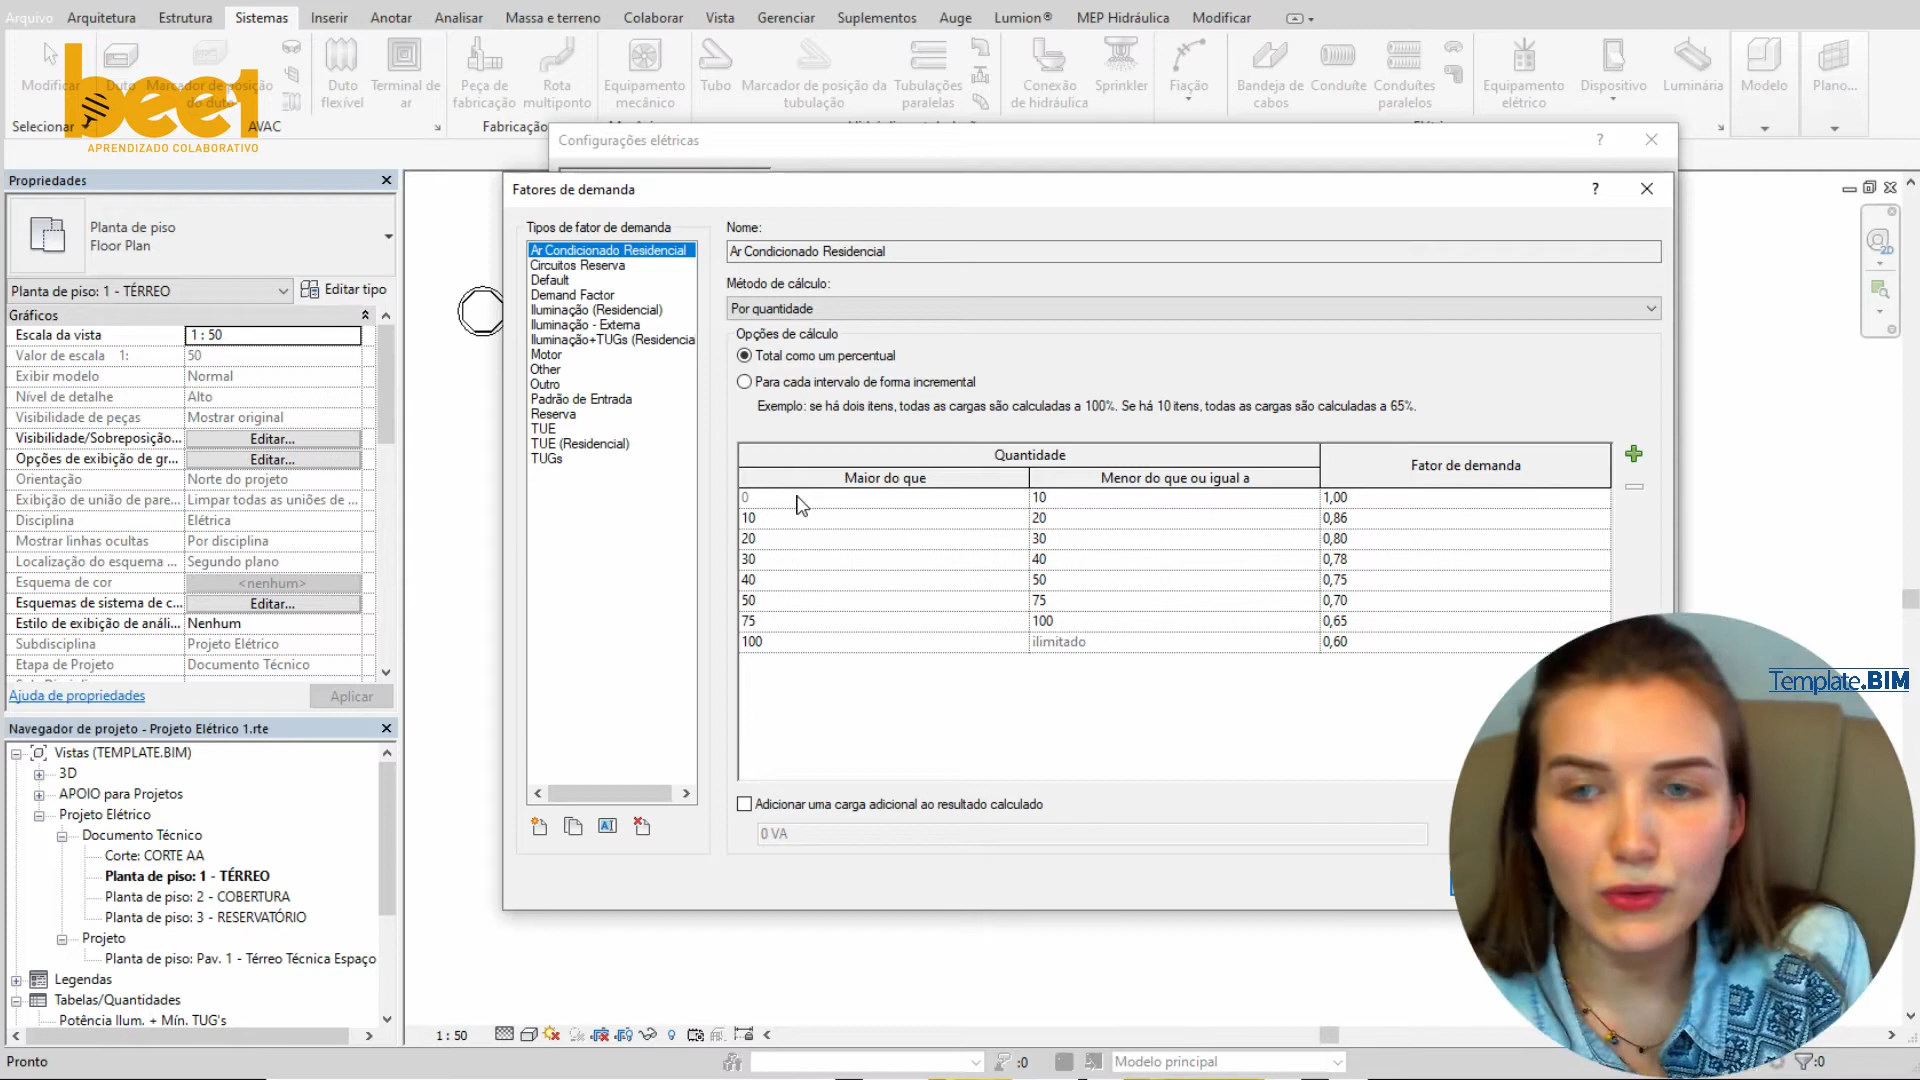 Arquivo Arquitetura Estrutura Sistemas Inserir Anotar Analisar Massa e terreno Colaborar Vista Gerenciar Suplementos Auge Lumion® MEP Hidráulica Modificar
Modificar Duto Marcador de posição do duto Duto flexível Terminal de ar Peça de fabricação Rota multiponto Equipamento mecânico Tubo Marcador de posição da tubulação Tubulações paralelas Conexão de hidráulica Sprinkler Fiação Bandeja de cabos Conduíte Conduítes paralelos Equipamento elétrico Dispositivo Luminária Modelo Plano...
Selecionar AVAC Fabricação
bee1
APRENDIZADO COLABORATIVO
Configurações elétricas ?
Propriedades
Planta de piso
Floor Plan
Planta de piso: 1 - TÉRREO Editar tipo
Gráficos
Escala da vista 1 : 50
Valor de escala 1: 50
Exibir modelo Normal
Nível de detalhe Alto
Visibilidade de peças Mostrar original
Visibilidade/Sobreposição... Editar...
Opções de exibição de gr... Editar...
Orientação Norte do projeto
Exibição de união de pare... Limpar todas as uniões de ...
Disciplina Elétrica
Mostrar linhas ocultas Por disciplina
Localização do esquema ... Segundo plano
Esquema de cor <nenhum>
Esquemas de sistema de c... Editar...
Estilo de exibição de análi... Nenhum
Subdisciplina Projeto Elétrico
Etapa de Projeto Documento Técnico
Ajuda de propriedades Aplicar
Navegador de projeto - Projeto Elétrico 1.rte
Vistas (TEMPLATE.BIM)
3D
APOIO para Projetos
Projeto Elétrico
Documento Técnico
Corte: CORTE AA
Planta de piso: 1 - TÉRREO
Planta de piso: 2 - COBERTURA
Planta de piso: 3 - RESERVATÓRIO
Projeto
Planta de piso: Pav. 1 - Térreo Técnica Espaço
Legendas
Tabelas/Quantidades
Potência Ilum. + Mín. TUG's
Pronto
Fatores de demanda ?
Tipos de fator de demanda
Ar Condicionado Residencial
Circuitos Reserva
Default
Demand Factor
Iluminação (Residencial)
Iluminação - Externa
Iluminação+TUGs (Residencia
Motor
Other
Outro
Padrão de Entrada
Reserva
TUE
TUE (Residencial)
TUGs
Nome:
Ar Condicionado Residencial
Método de cálculo:
Por quantidade
Opções de cálculo
Total como um percentual
Para cada intervalo de forma incremental
Exemplo: se há dois itens, todas as cargas são calculadas a 100%. Se há 10 itens, todas as cargas são calculadas a 65%.
Quantidade Fator de demanda
Maior do que Menor do que ou igual a
0 10 1,00
10 20 0,86
20 30 0,80
30 40 0,78
40 50 0,75
50 75 0,70
75 100 0,65
100 ilimitado 0,60
Adicionar uma carga adicional ao resultado calculado
0 VA
2D
Template.BIM
1 : 50
:0 Modelo principal :0